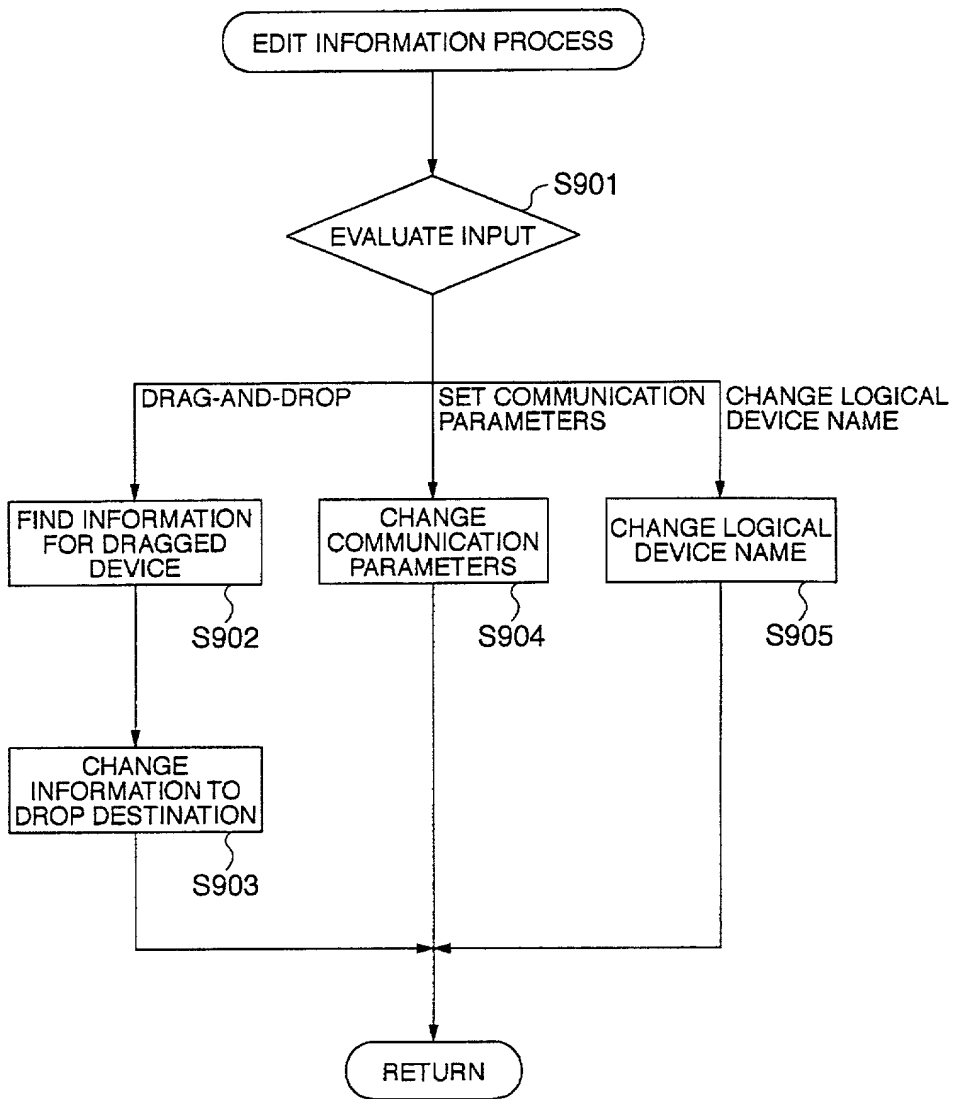 EDIT INFORMATION PROCESS
S901
EVALUATE INPUT
DRAG-AND-DROP
SET COMMUNICATION
PARAMETERS
CHANGE LOGICAL
DEVICE NAME
FIND INFORMATION
FOR DRAGGED
DEVICE
S902
CHANGE
COMMUNICATION
PARAMETERS
S904
CHANGE LOGICAL
DEVICE NAME
S905
CHANGE
INFORMATION TO
DROP DESTINATION
S903
RETURN